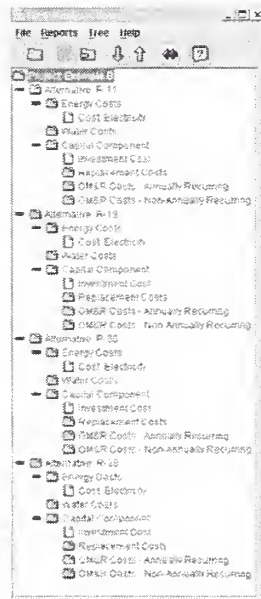 File Reports Tree Help
Alternative R-11
Energy Costs
Cost Electricity
Water Costs
Capital Component
Investment Cost
Replacement Costs
OM&R Costs - Annually Recurring
OM&R Costs - Non-Annually Recurring
Alternative R-19
Energy Costs
Cost Electricity
Water Costs
Capital Component
Investment Cost
Replacement Costs
OM&R Costs - Annually Recurring
OM&R Costs - Non-Annually Recurring
Alternative
Energy Costs
Cost Electricity
Water Costs
Capital Component
Investment Cost
Replacement Costs
OM&R Costs - Annually Recurring
OM&R Costs - Non-Annually Recurring
Alternative
Energy Costs
Cost Electricity
Water Costs
Capital Component
Investment Cost
Replacement Costs
OM&R Costs - Annually Recurring
OM&R Costs - Non-Annually Recurring